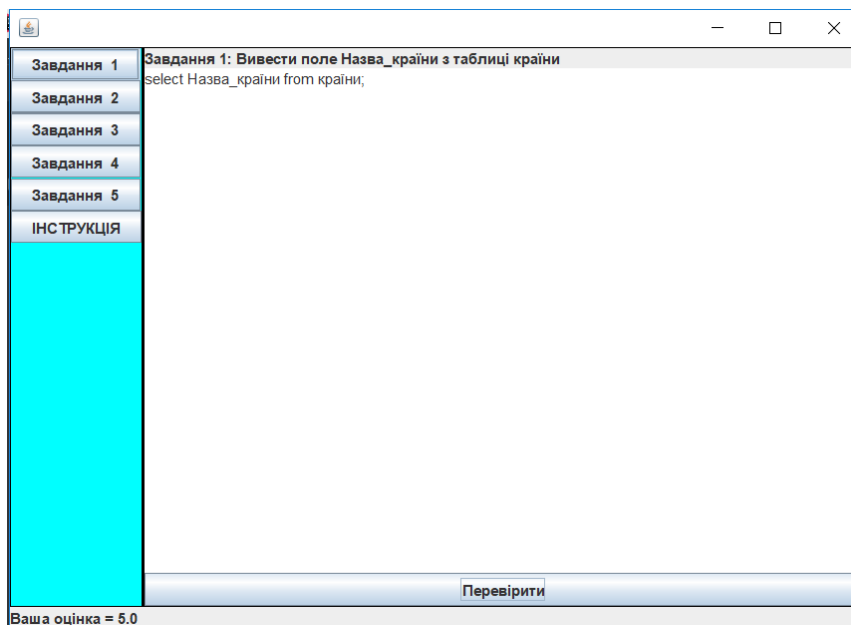 Завдання 1: Вивести поле Назва_країни з таблиці країни
select Назва_країни from країни;
Завдання 1
Завдання 2
Завдання 3
Завдання 4
Завдання 5
ІНСТРУКЦІЯ
Перевірити
Ваша оцінка = 5.0